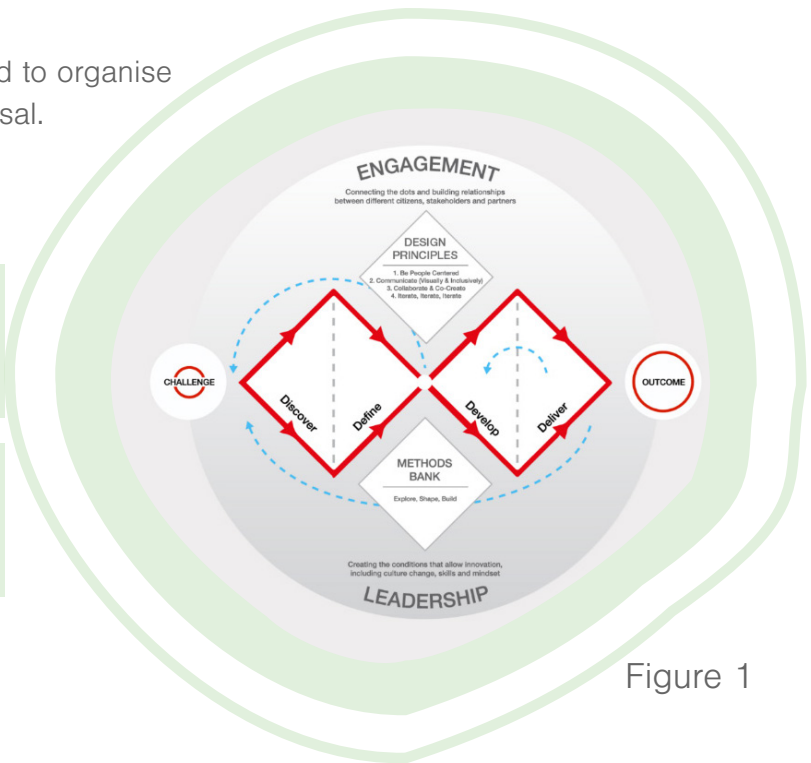 d to organise
sal.
ENGAGEMENT
Connecting the dots and building relationships
between different citizens, stakeholders and partners
DESIGN
PRINCIPLES
1. Be People Centered
2. Communicate (Visually & Inclusively)
3. Collaborate & Co-Create
4. Iterate, Iterate, Iterate
CHALLENGE
Discover
Define
Develop
Deliver
OUTCOME
METHODS
BANK
Explore, Shape, Build
Creating the conditions that allow innovation,
including culture change, skills and mindset
LEADERSHIP
Figure 1